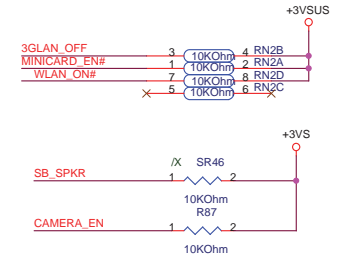 +3VSUS
3GLAN_OFF 3 10KOhm 4 RN2B
MINICARD_EN# 1 10KOhm 2 RN2A
WLAN_ON# 7 10KOhm 8 RN2D
5 10KOhm 6 RN2C
+3VS
/X SR46
SB_SPKR 1 2
10KOhm
R87
CAMERA_EN 1 2
10KOhm